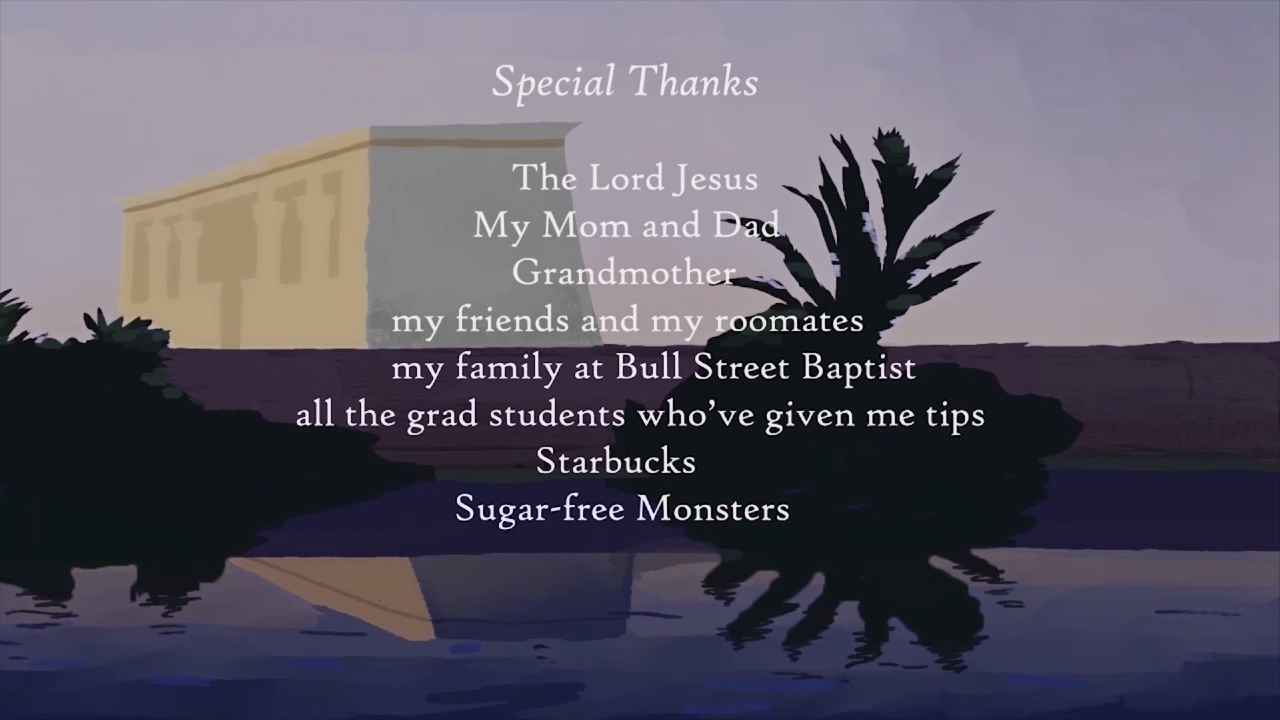 Special Thanks
The Lord Jesus
My Mom and Dad
Grandmother
my friends and my roomates
my family at Bull Street Baptist
all the grad students who’ve given me tips
Starbucks
Sugar-free Monsters